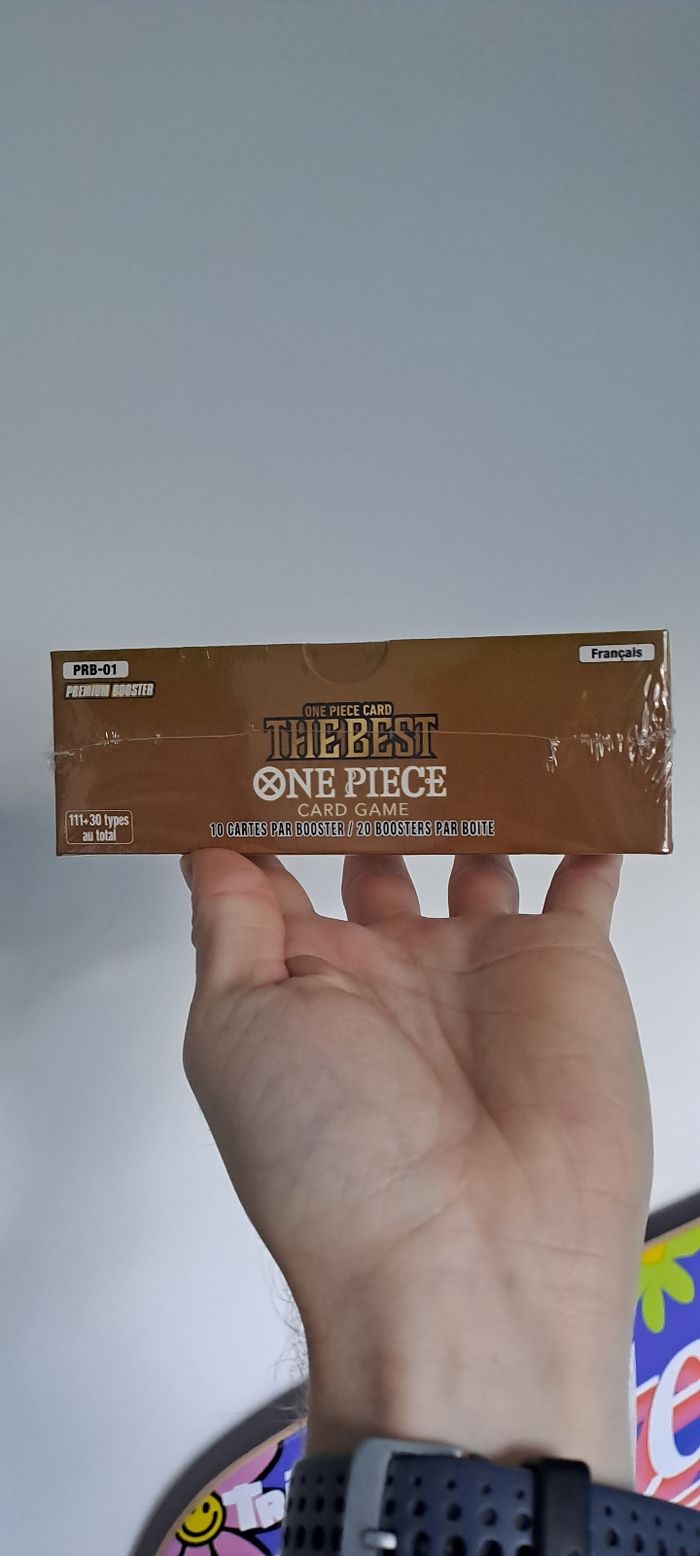 PRB-01
Français
PREMIUM BOOSTER
ONE PIECE CARD
THE BEST
ONE PIECE
CARD GAME
111+30 types
au total
10 CARTES PAR BOOSTER / 20 BOOSTERS PAR BOITE